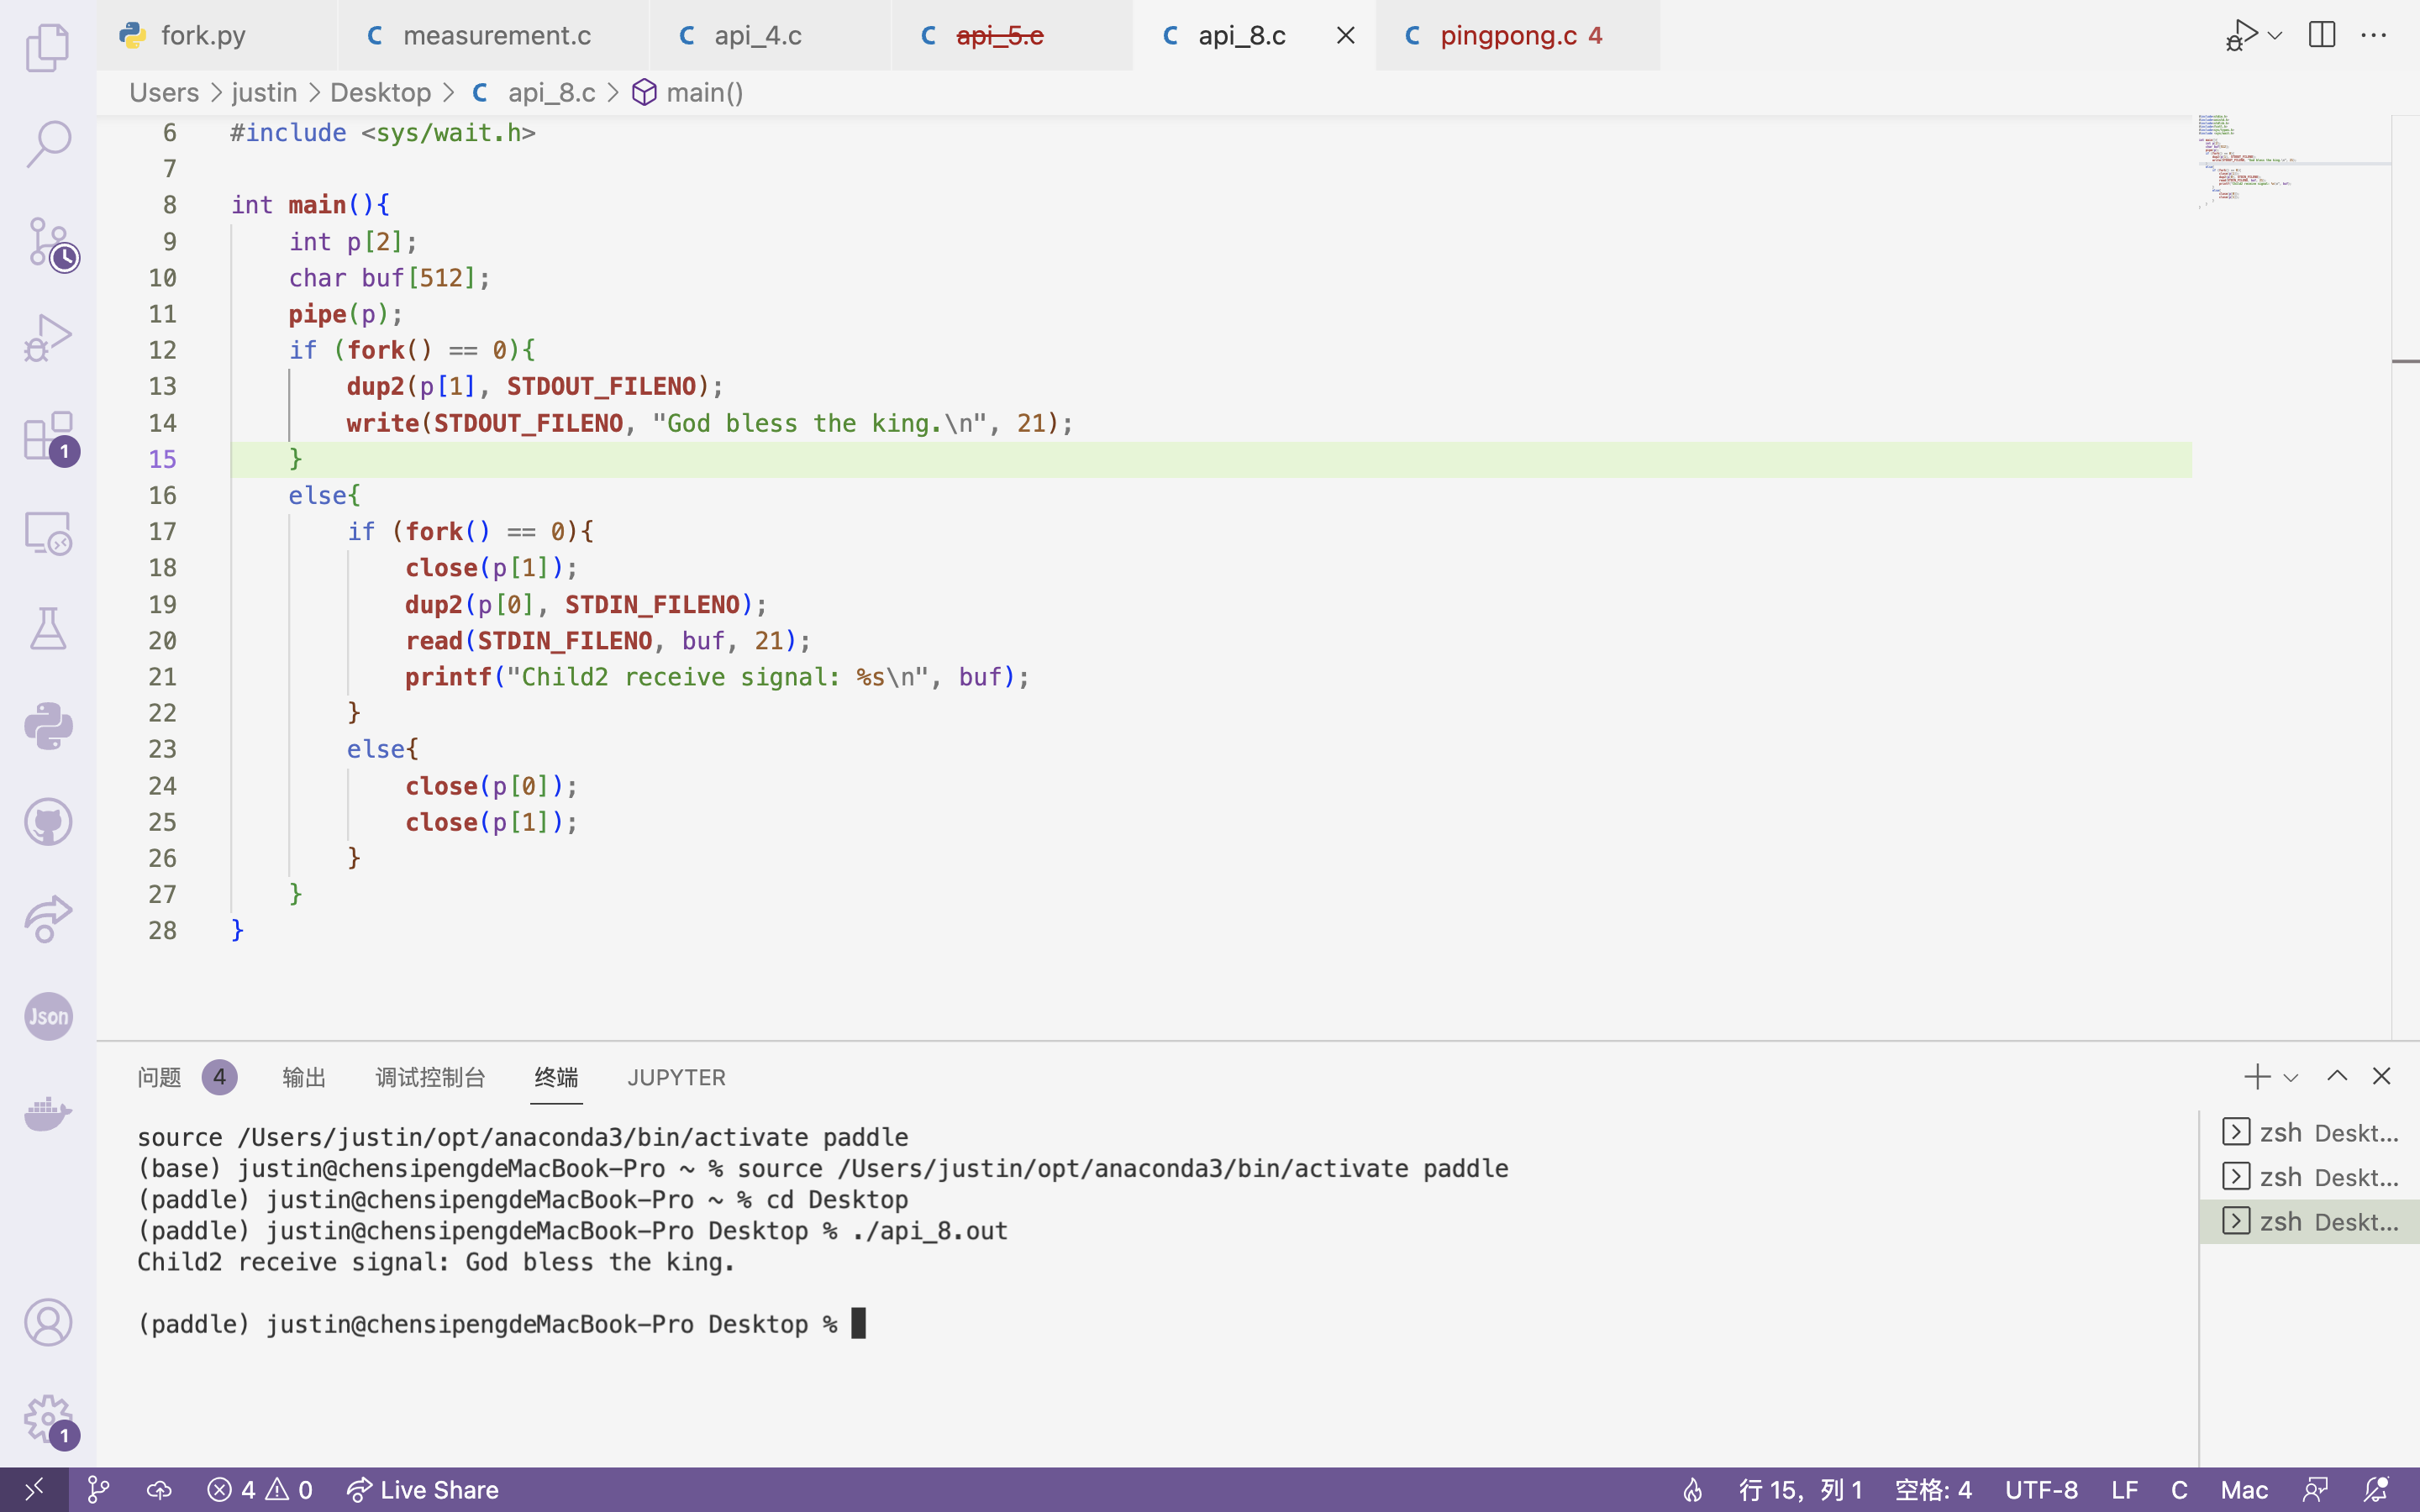 fork.py
measurement.c
api_4.c
api_5.c
api_8.c
pingpong.c 4
Users > justin > Desktop > C api_8.c > main()
6 #include <sys/wait.h>
7
8 int main(){
9 int p[2];
10 char buf[512];
11 pipe(p);
12 if (fork() == 0){
13 dup2(p[1], STDOUT_FILENO);
14 write(STDOUT_FILENO, "God bless the king.\n", 21);
15 }
16 else{
17 if (fork() == 0){
18 close(p[1]);
19 dup2(p[0], STDIN_FILENO);
20 read(STDIN_FILENO, buf, 21);
21 printf("Child2 receive signal: %s\n", buf);
22 }
23 else{
24 close(p[0]);
25 close(p[1]);
26 }
27 }
28 }
1
Json
1
问题 4 输出 调试控制台 终端 JUPYTER
source /Users/justin/opt/anaconda3/bin/activate paddle
(base) justin@chensipengdeMacBook-Pro ~ % source /Users/justin/opt/anaconda3/bin/activate paddle
(paddle) justin@chensipengdeMacBook-Pro ~ % cd Desktop
(paddle) justin@chensipengdeMacBook-Pro Desktop % ./api_8.out
Child2 receive signal: God bless the king.
(paddle) justin@chensipengdeMacBook-Pro Desktop %
zsh Deskt...
zsh Deskt...
zsh Deskt...
4 0 Live Share 行 15，列 1 空格: 4 UTF-8 LF C Mac